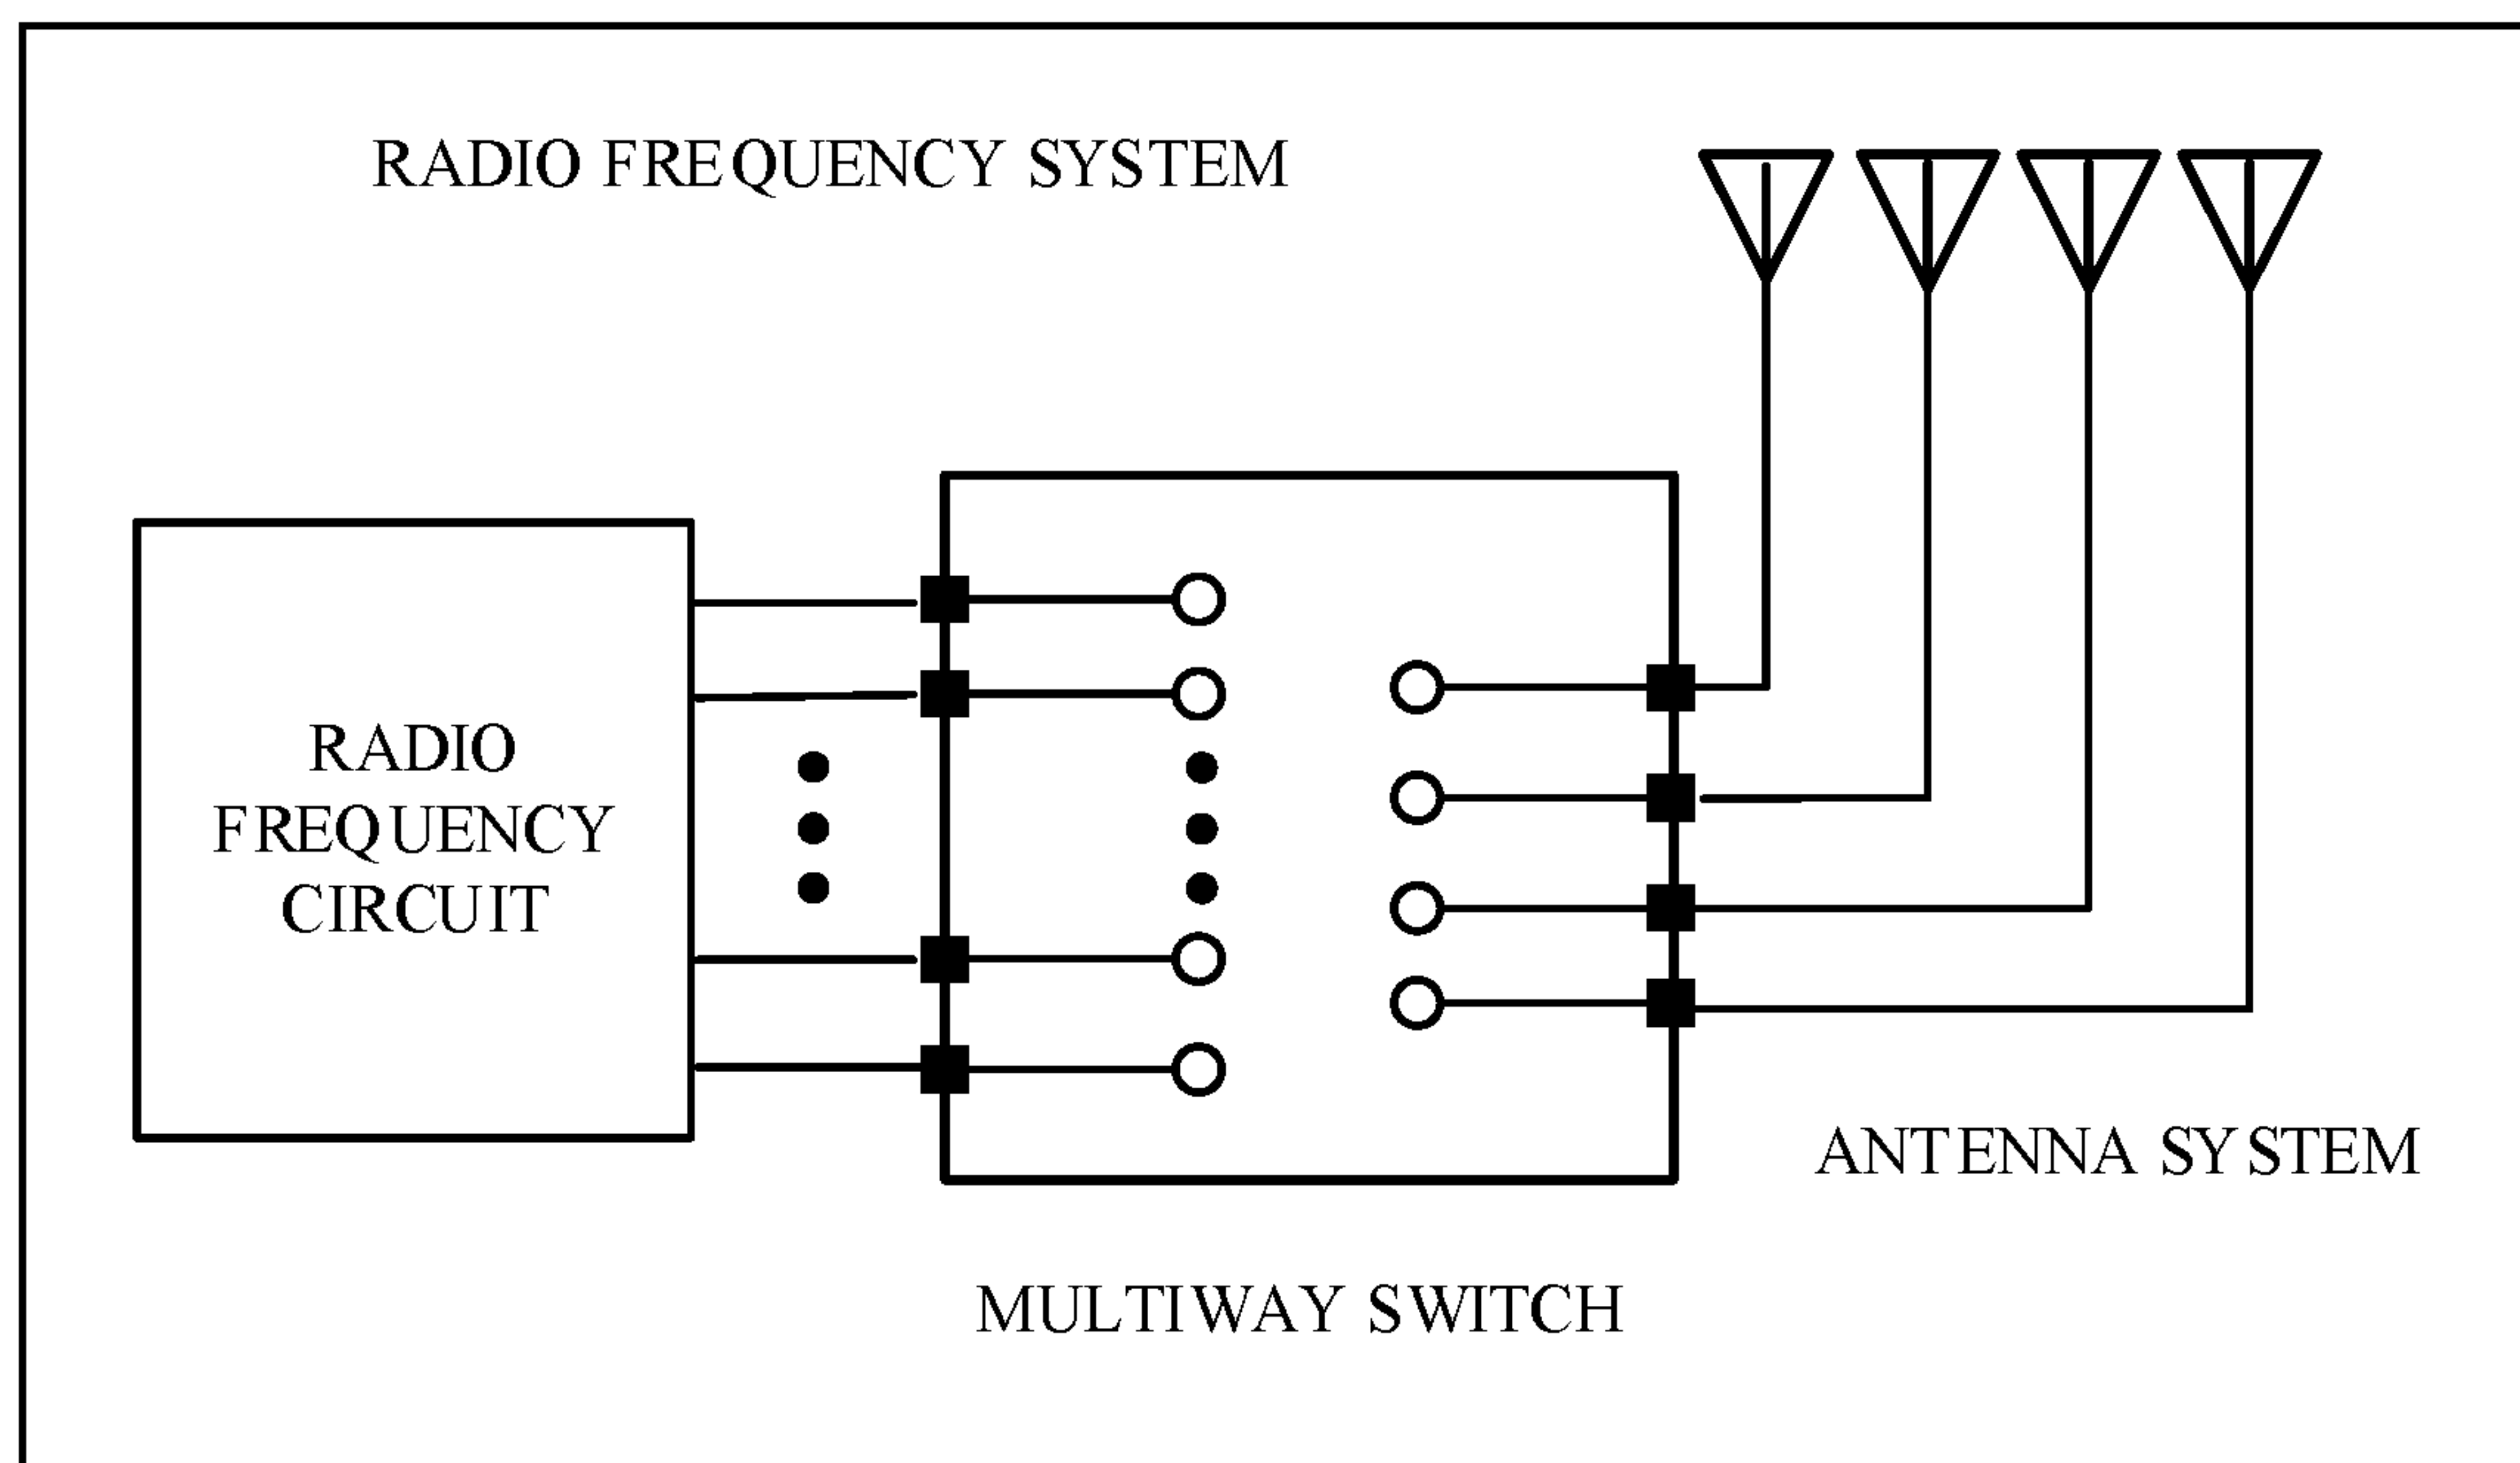 RADIO FREQUENCY SYSTEM
RADIO
FREQUENCY
CIRCUIT
ANTENNA SYSTEM
MULTIWAY SWITCH